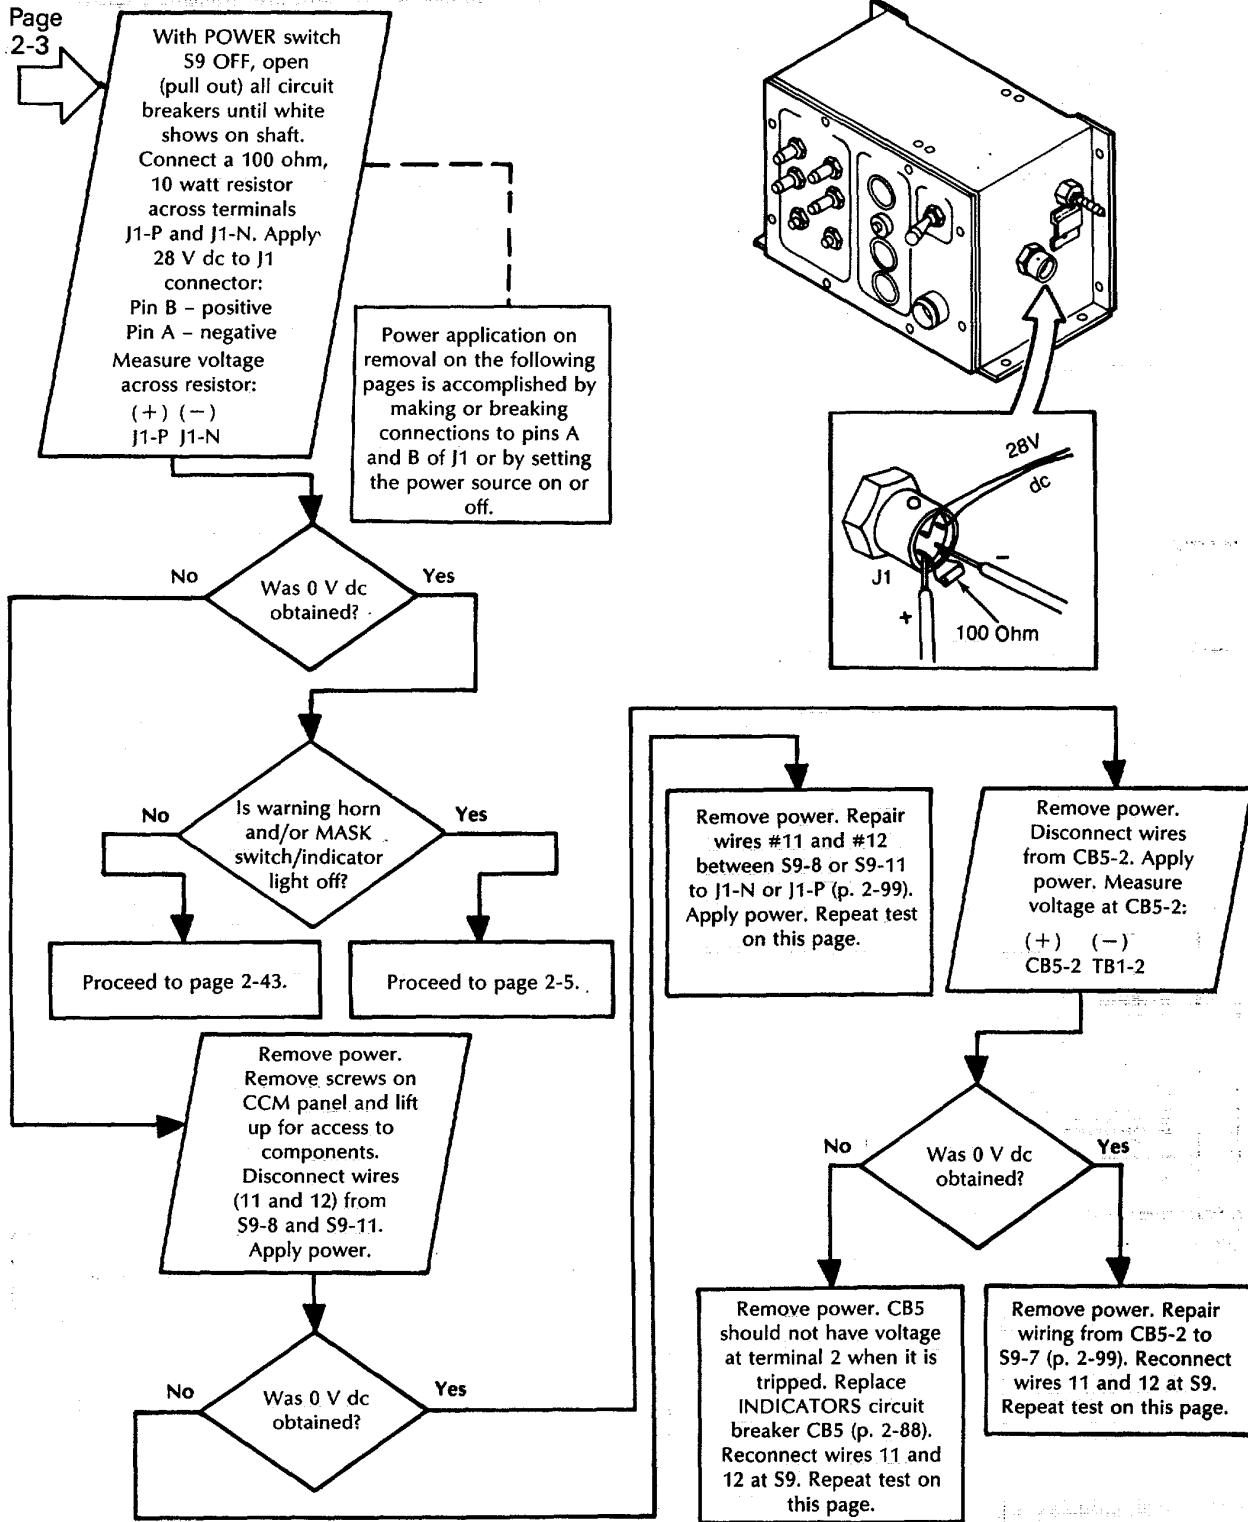 Page
2-3
With POWER switch
S9 OFF, open
(pull out) all circuit
breakers until white
shows on shaft.
Connect a 100 ohm,
10 watt resistor
across terminals
J1-P and J1-N. Apply
28 V dc to J1
connector:
Pin B – positive
Pin A – negative
Measure voltage
across resistor:
(+) (−)
J1-P J1-N
Power application on
removal on the following
pages is accomplished by
making or breaking
connections to pins A
and B of J1 or by setting
the power source on or
off.
28V
dc
J1
−
+
100 Ohm
No
Was 0 V dc
obtained?
Yes
No
Is warning horn
and/or MASK
switch/indicator
light off?
Yes
Proceed to page 2-43.
Proceed to page 2-5.
Remove power.
Remove screws on
CCM panel and lift
up for access to
components.
Disconnect wires
(11 and 12) from
S9-8 and S9-11.
Apply power.
No
Was 0 V dc
obtained?
Yes
Remove power. Repair
wires #11 and #12
between S9-8 or S9-11
to J1-N or J1-P (p. 2-99).
Apply power. Repeat test
on this page.
Remove power.
Disconnect wires
from CB5-2. Apply
power. Measure
voltage at CB5-2:
(+) (−)
CB5-2 TB1-2
No
Was 0 V dc
obtained?
Yes
Remove power. CB5
should not have voltage
at terminal 2 when it is
tripped. Replace
INDICATORS circuit
breaker CB5 (p. 2-88).
Reconnect wires 11 and
12 at S9. Repeat test on
this page.
Remove power. Repair
wiring from CB5-2 to
S9-7 (p. 2-99). Reconnect
wires 11 and 12 at S9.
Repeat test on this page.